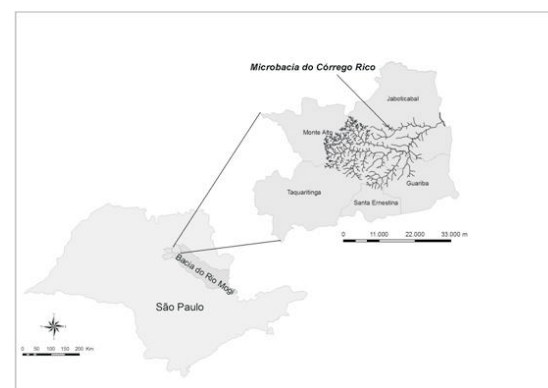 Microbacia do Córrego Rico
Jaboticabal
Monte Alto
Guariba
Taquaritinga
Santa Ernestina
0 11.000 22.000 33.000 m
Bacia do Rio Mogi
São Paulo
0 50 100 150 200 Km